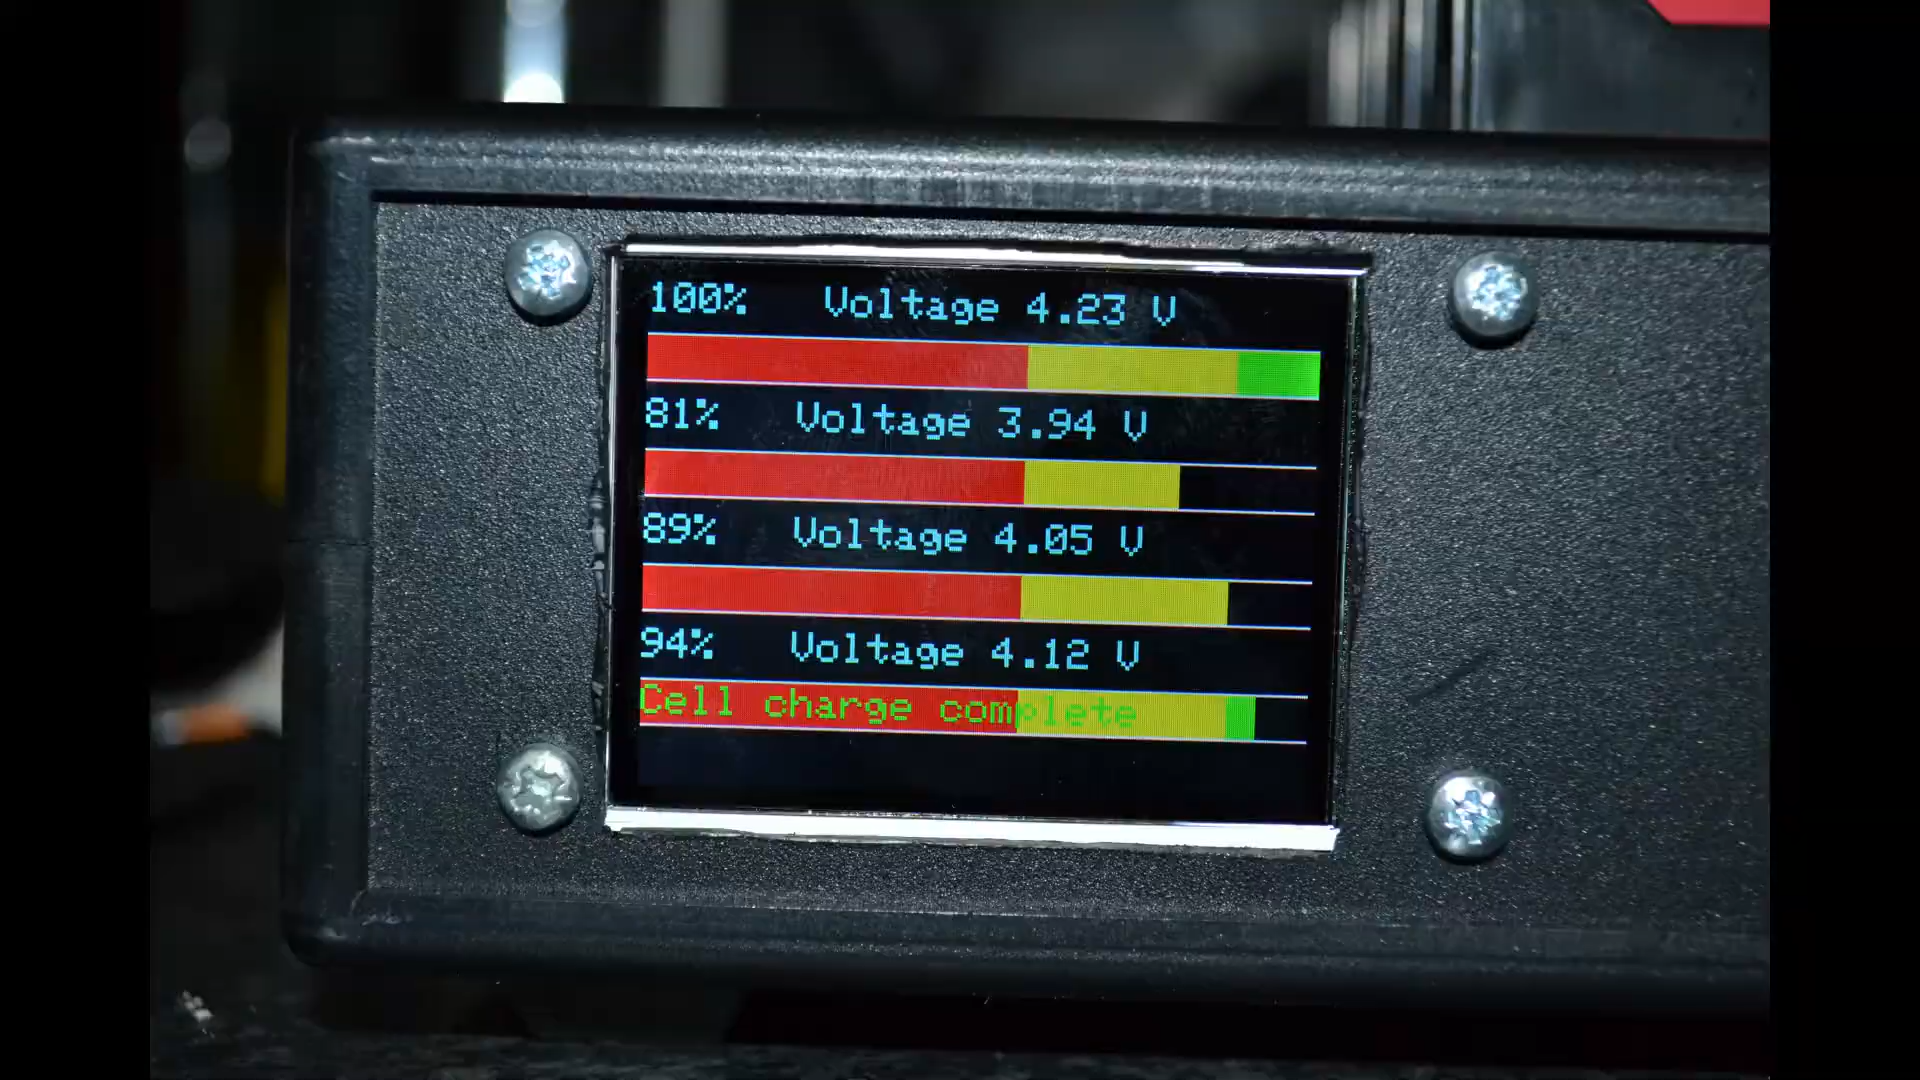 100% Voltage 4.23 V
81% Voltage 3.94 V
89% Voltage 4.05 V
94% Voltage 4.12 V
Cell charge complete